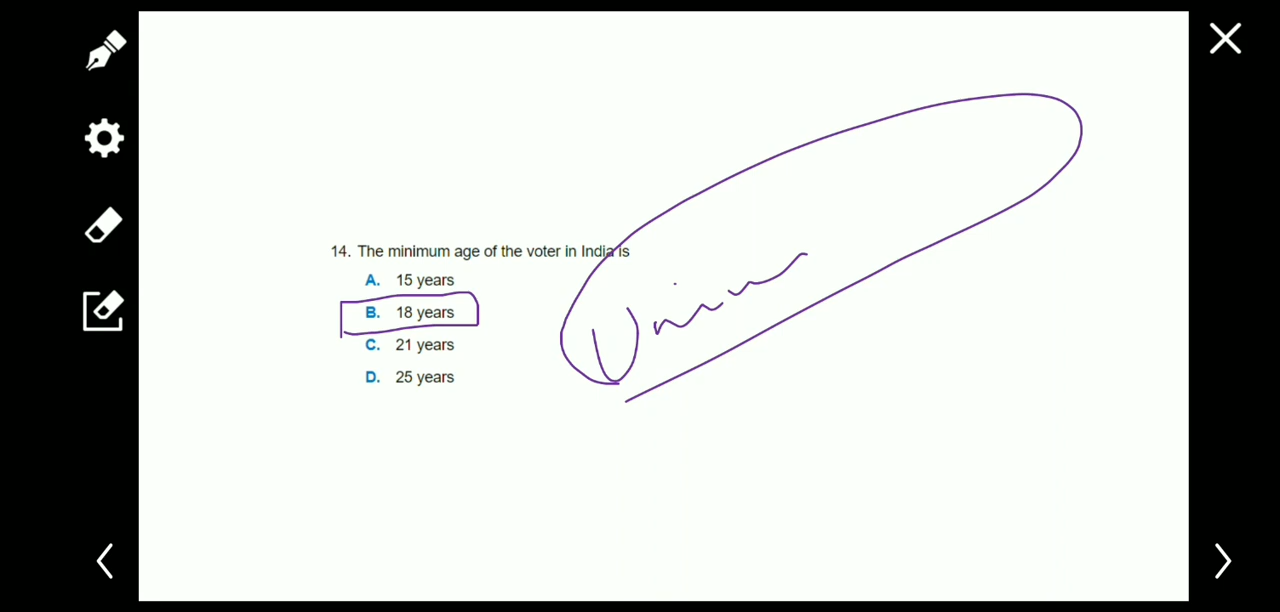 14. The minimum age of the voter in India is
A. 15 years
B. 18 years
C. 21 years
D. 25 years